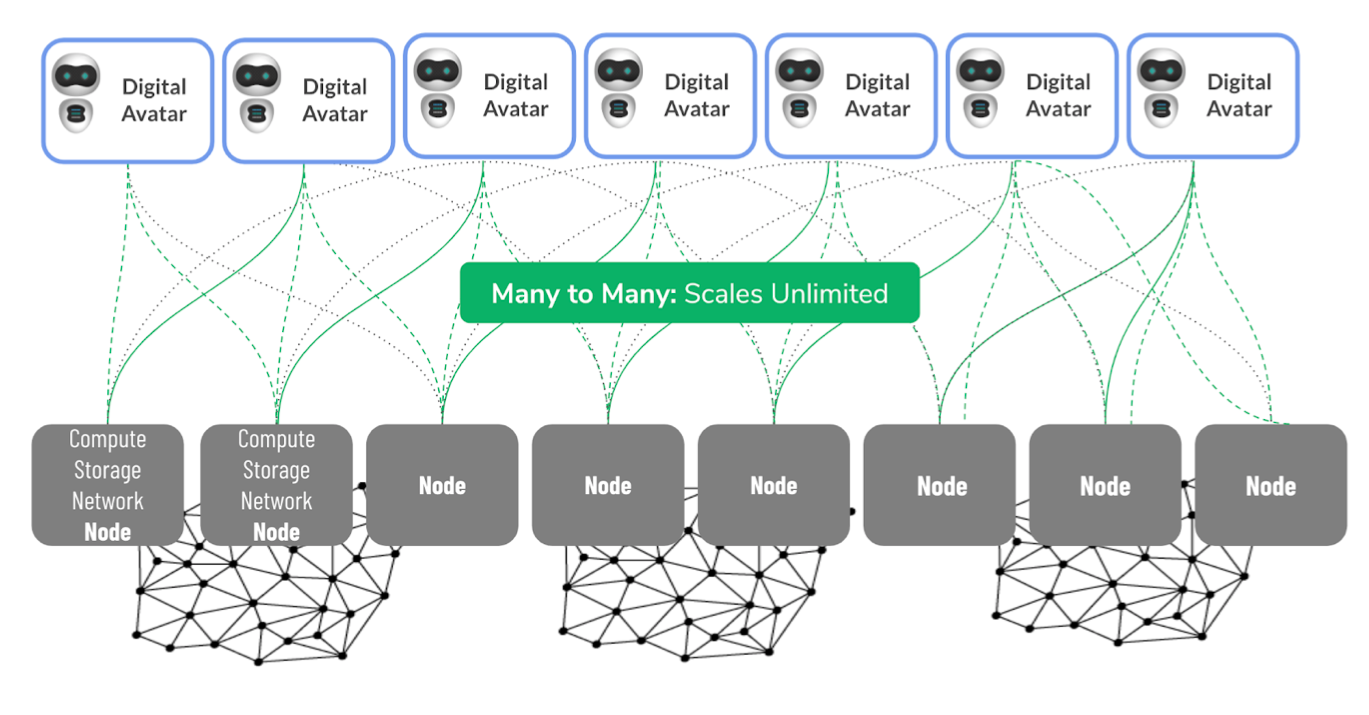 Digital
Avatar
Digital
Avatar
Digital
Avatar
Digital
Avatar
Digital
Avatar
Digital
Avatar
Digital
Avatar
Many to Many: Scales Unlimited
Compute
Storage
Network
Node
Compute
Storage
Network
Node
Node
Node
Node
Node
Node
Node